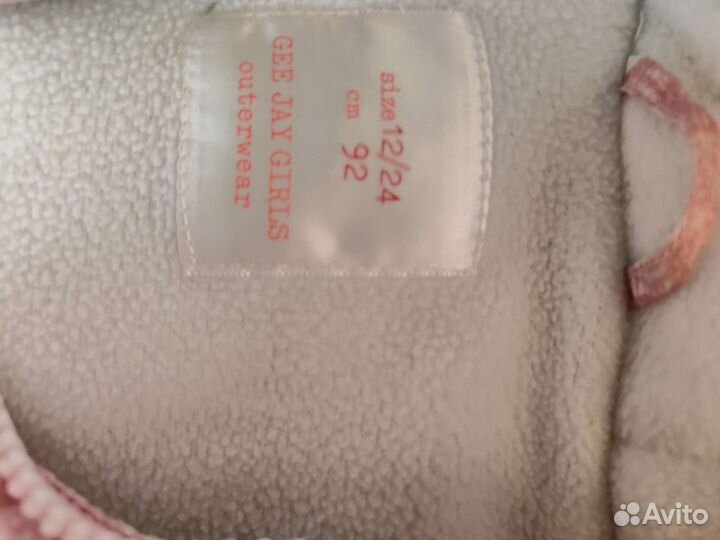 size 12/24
cm 92
GEE JAY GIRLS
outerwear
Avito